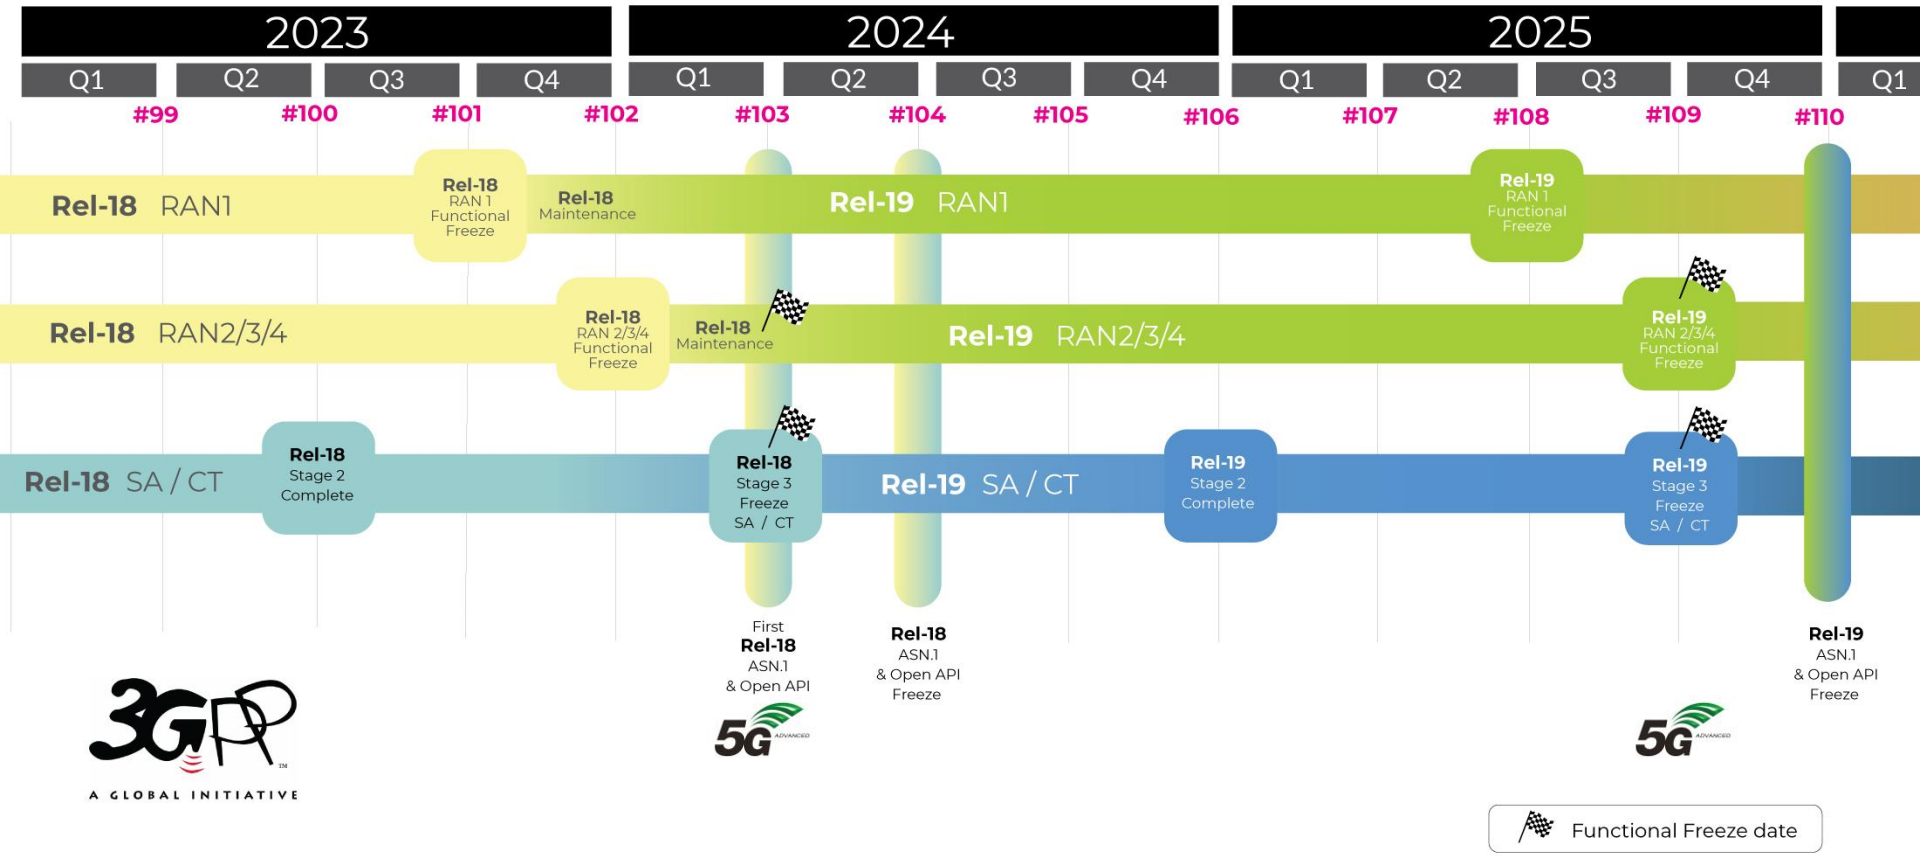 2023
2024
2025
Q1
Q2
Q3
Q4
Q1
Q2
Q3
Q4
Q1
Q2
Q3
Q4
Q1
#99
#100
#101
#102
#103
#104
#105
#106
#107
#108
#109
#110
Rel-18 RAN1
Rel-18
RAN 1
Functional
Freeze
Rel-18
Maintenance
Rel-19 RAN1
Rel-19
RAN 1
Functional
Freeze
Rel-18 RAN2/3/4
Rel-18
RAN 2/3/4
Functional
Freeze
Rel-18
Maintenance
Rel-19 RAN2/3/4
Rel-19
RAN 2/3/4
Functional
Freeze
Rel-18 SA / CT
Rel-18
Stage 2
Complete
Rel-18
Stage 3
Freeze
SA / CT
Rel-19 SA / CT
Rel-19
Stage 2
Complete
Rel-19
Stage 3
Freeze
SA / CT
First
Rel-18
ASN.1
& Open API
Rel-18
ASN.1
& Open API
Freeze
Rel-19
ASN.1
& Open API
Freeze
3GPP
TM
A GLOBAL INITIATIVE
5G
ADVANCED
5G
ADVANCED
Functional Freeze date